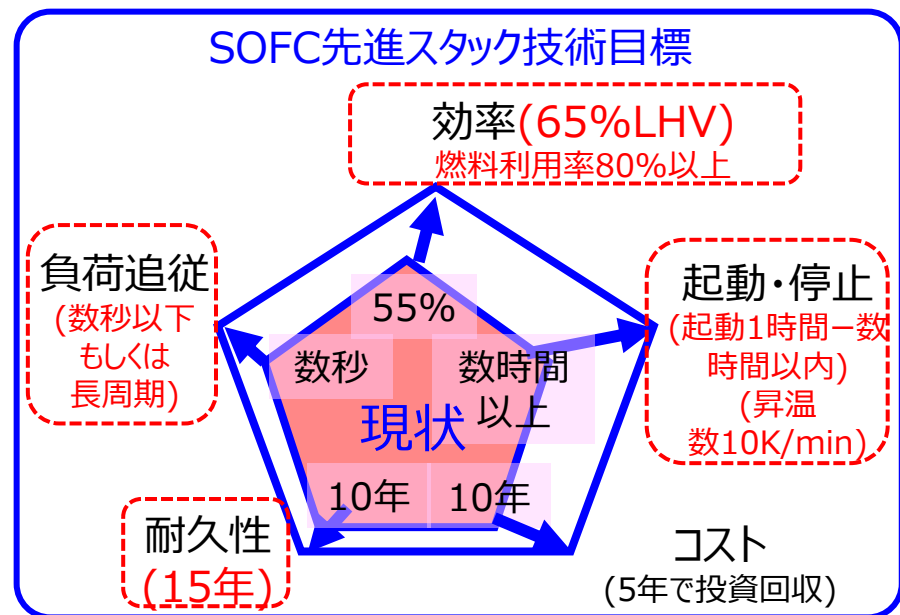 SOFC先進スタック技術目標
効率(65%LHV)
燃料利用率80%以上
負荷追従
(数秒以下
もしくは
長周期)
起動・停止
(起動1時間−数
時間以内)
(昇温
数10K/min)
55%
数秒
数時間
以上
現状
10年
10年
耐久性
(15年)
コスト
(5年で投資回収)